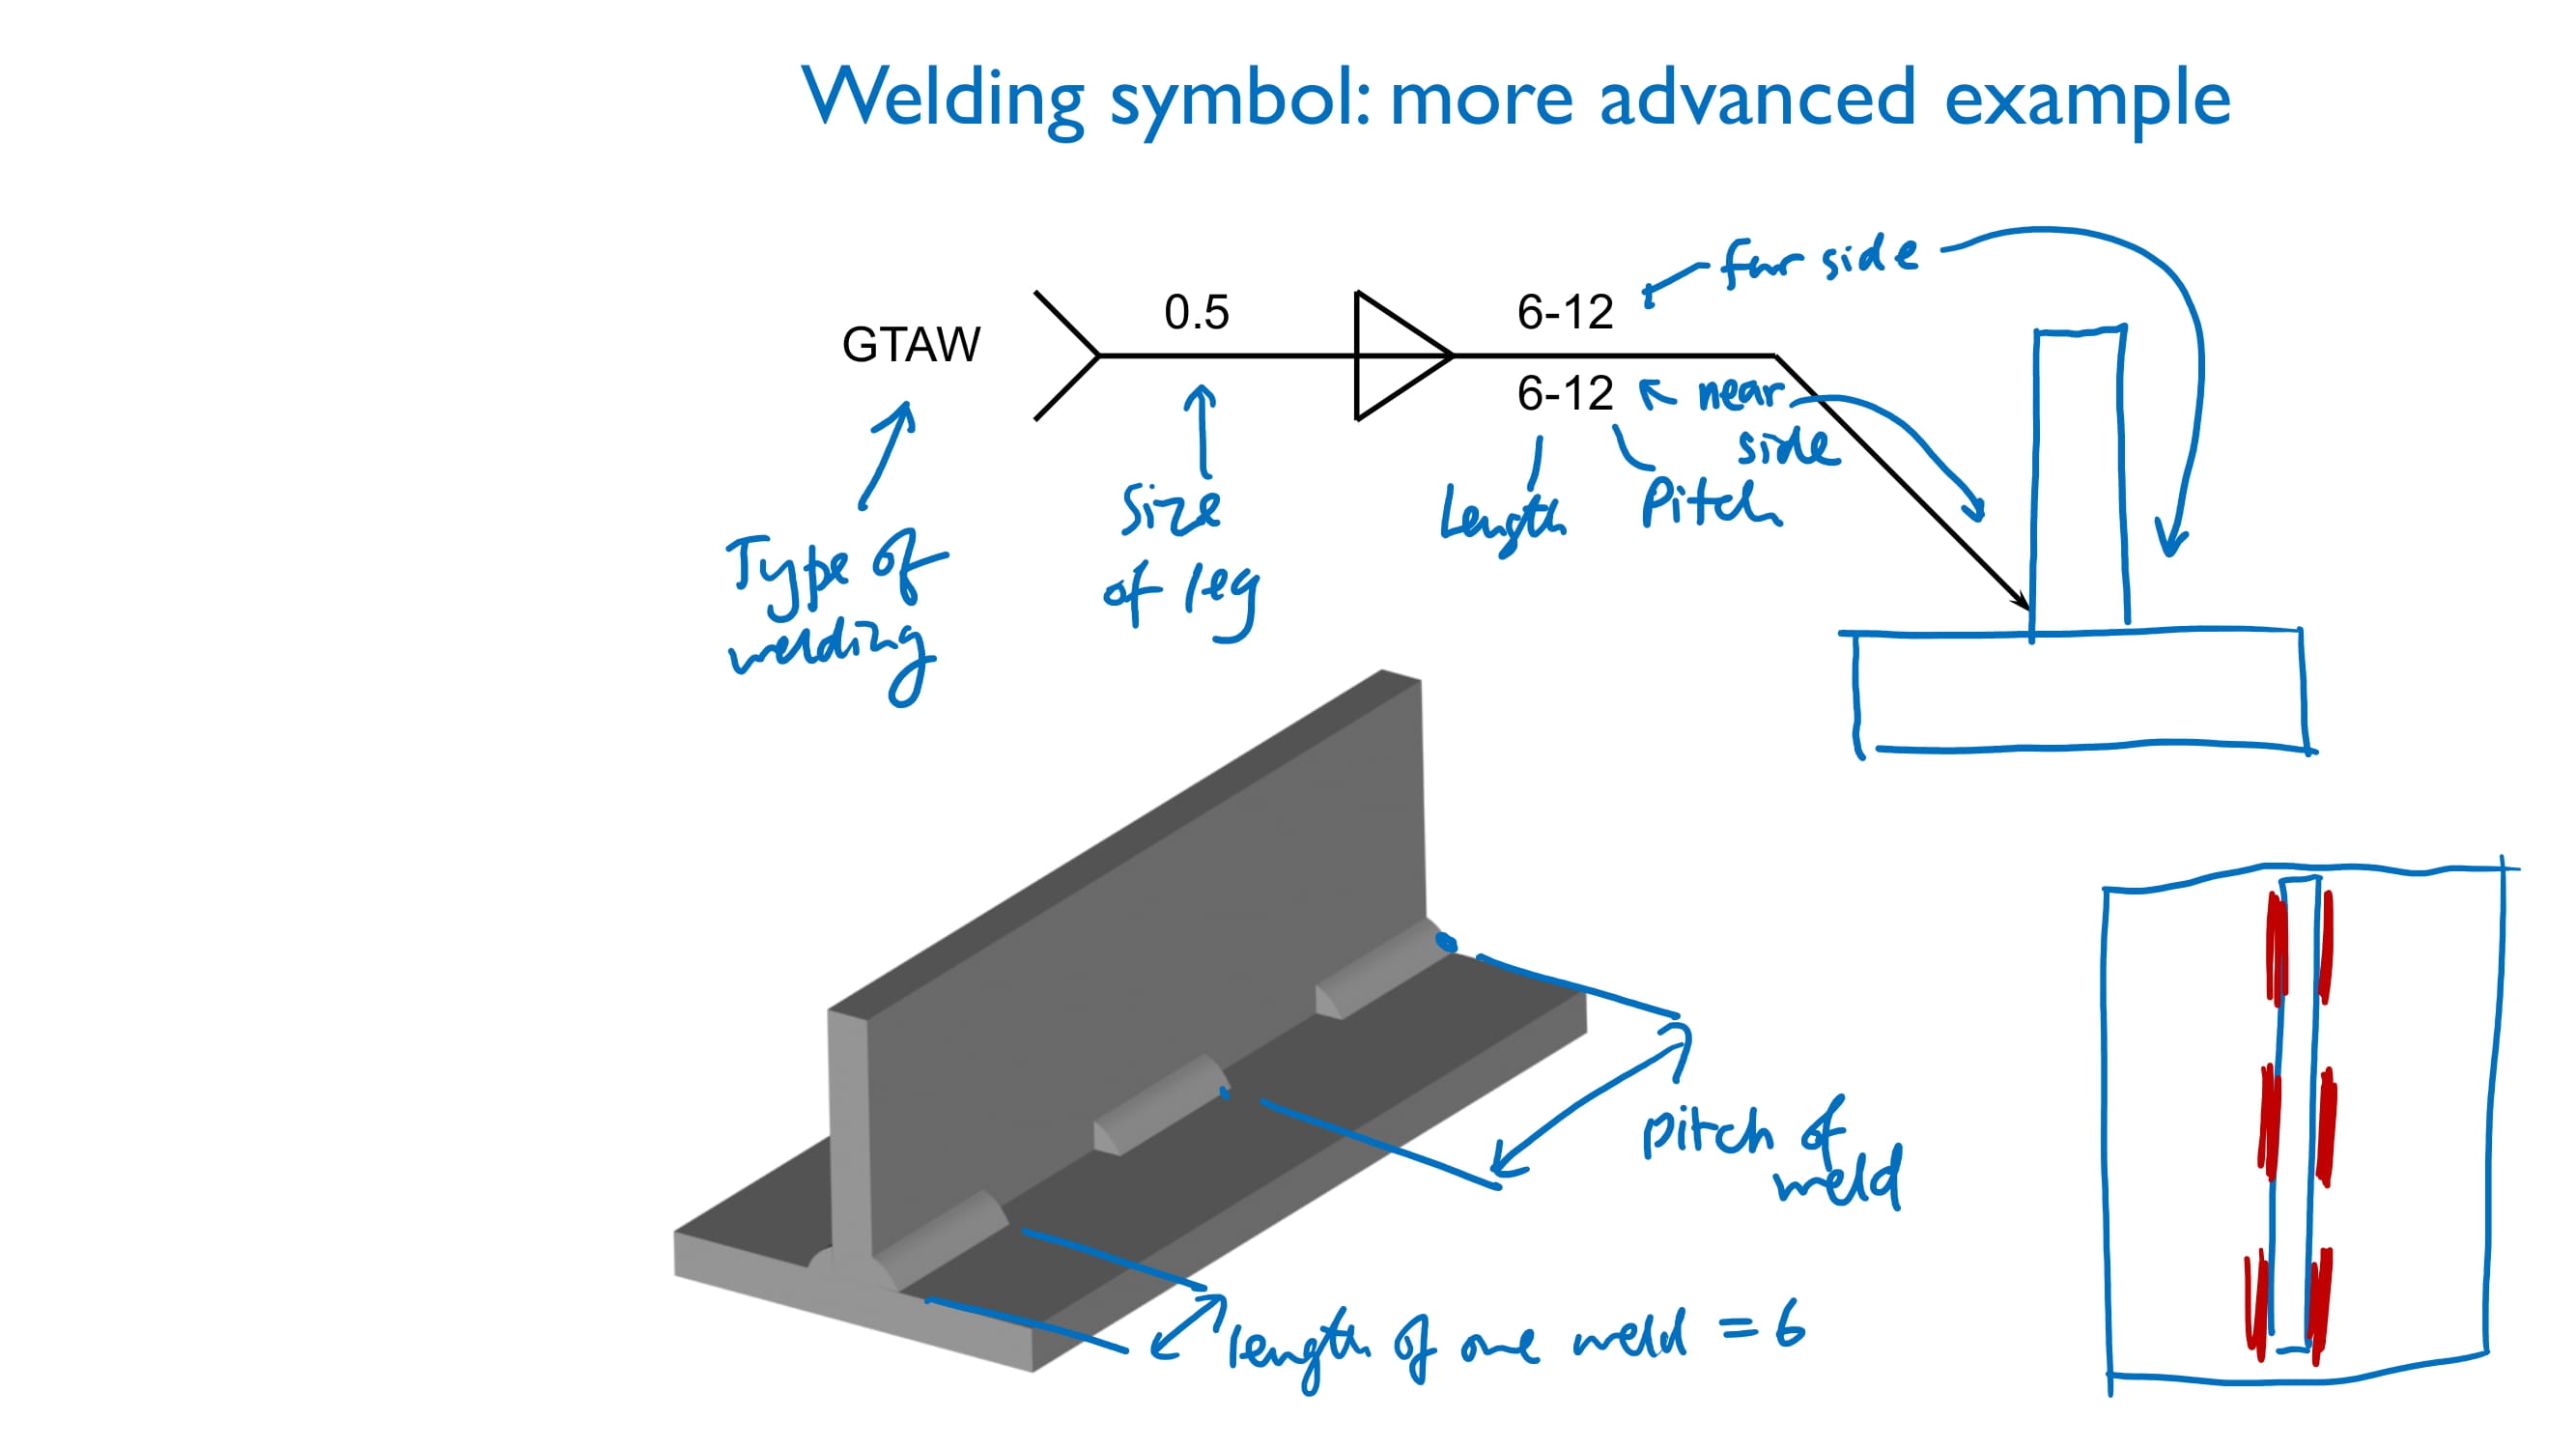 Welding symbol: more advanced example
far side
GTAW
0.5
6-12
6-12
near
side
Size
of leg
Length
Pitch
Type of
welding
pitch of
weld
length of one weld = 6